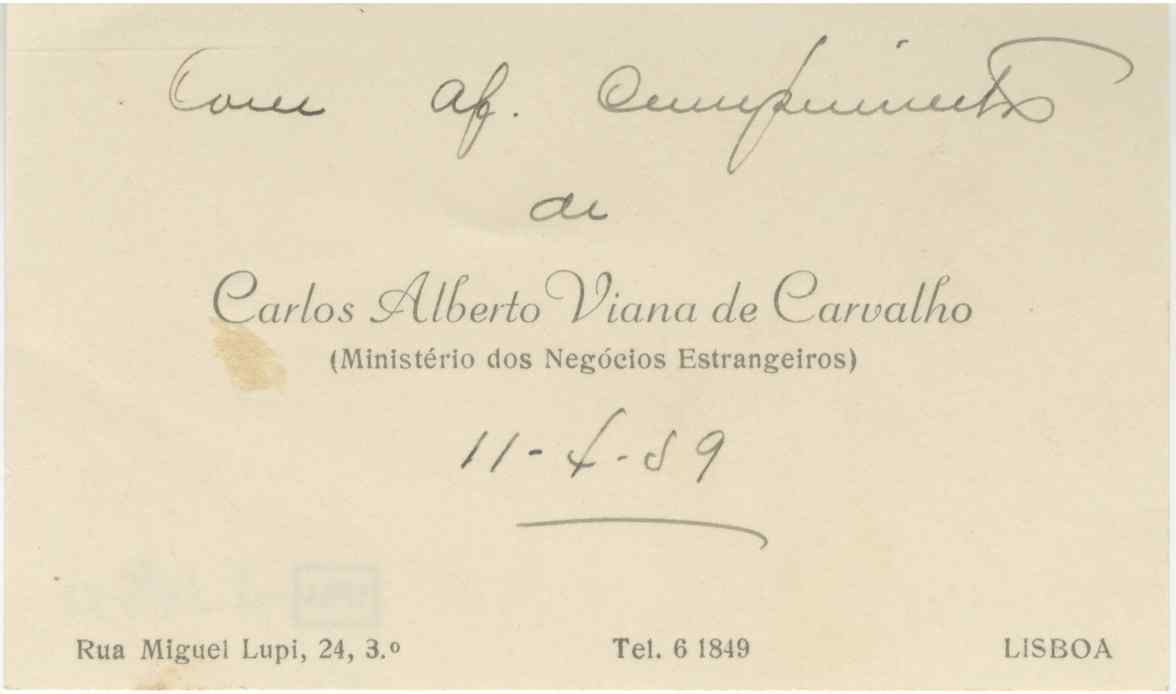 Com af. cumprimentos
de
Carlos Alberto Viana de Carvalho
(Ministério dos Negócios Estrangeiros)
11-X-59
Rua Miguel Lupi, 24, 3.º Tel. 6 1849 LISBOA